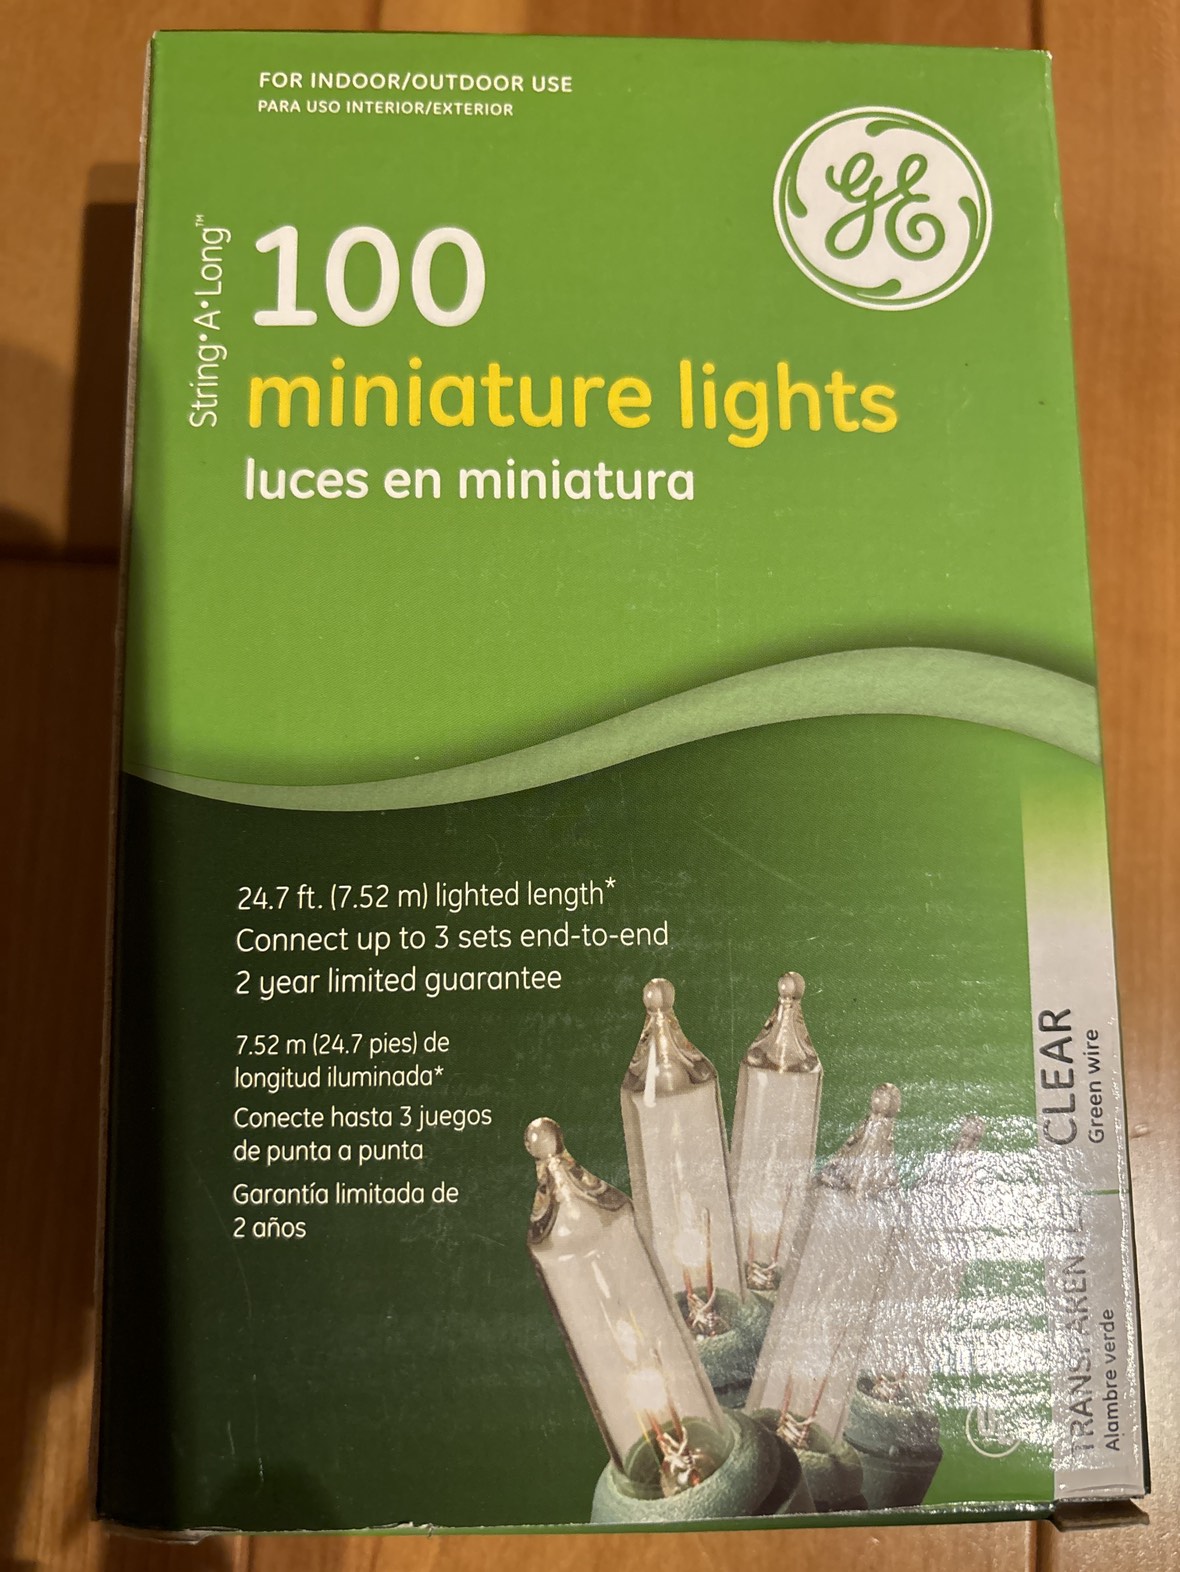 FOR INDOOR/OUTDOOR USE
PARA USO INTERIOR/EXTERIOR
GE
String•A•Long™
100
miniature lights
luces en miniatura
24.7 ft. (7.52 m) lighted length*
Connect up to 3 sets end-to-end
2 year limited guarantee
7.52 m (24.7 pies) de
longitud iluminada*
Conecte hasta 3 juegos
de punta a punta
Garantía limitada de
2 años
CLEAR
Green wire
TRANSPARENTE
Alambre verde